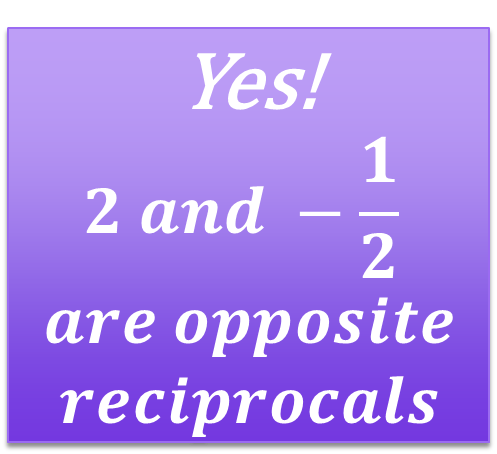 Yes!
2 and −1/2
are opposite
reciprocals